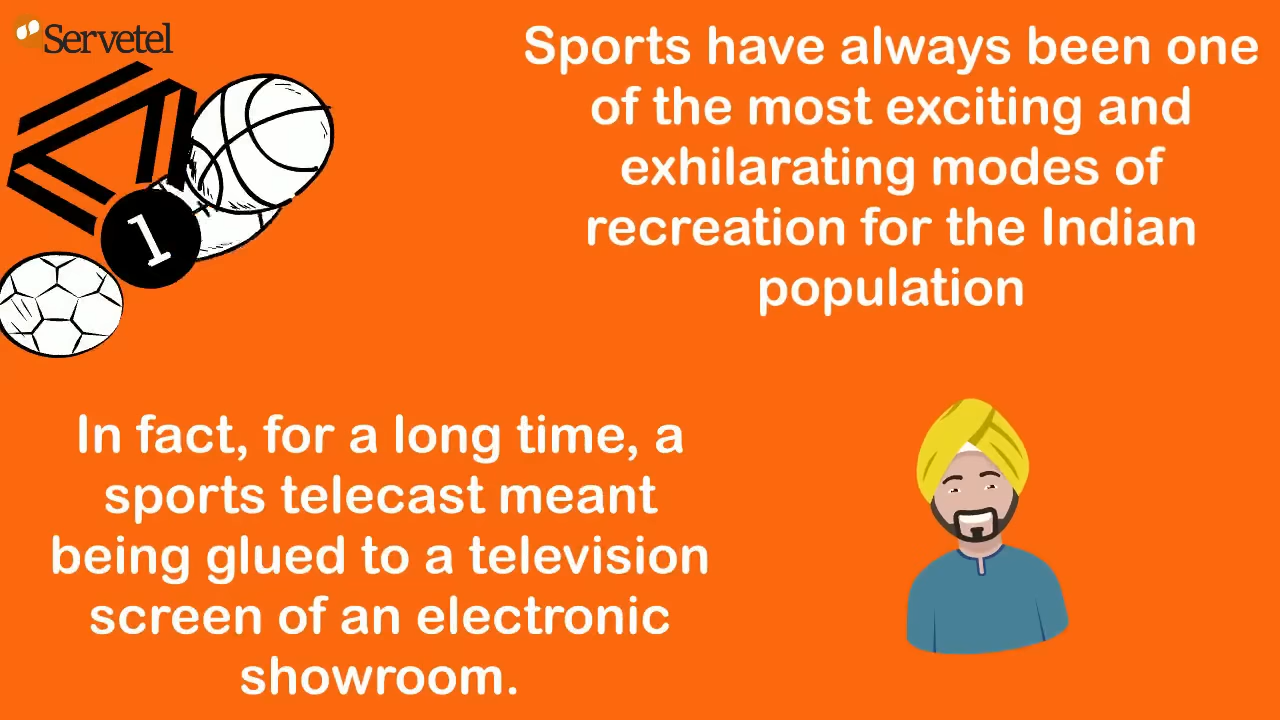 Servetel
Sports have always been one
of the most exciting and
exhilarating modes of
recreation for the Indian
population
1
In fact, for a long time, a
sports telecast meant
being glued to a television
screen of an electronic
showroom.